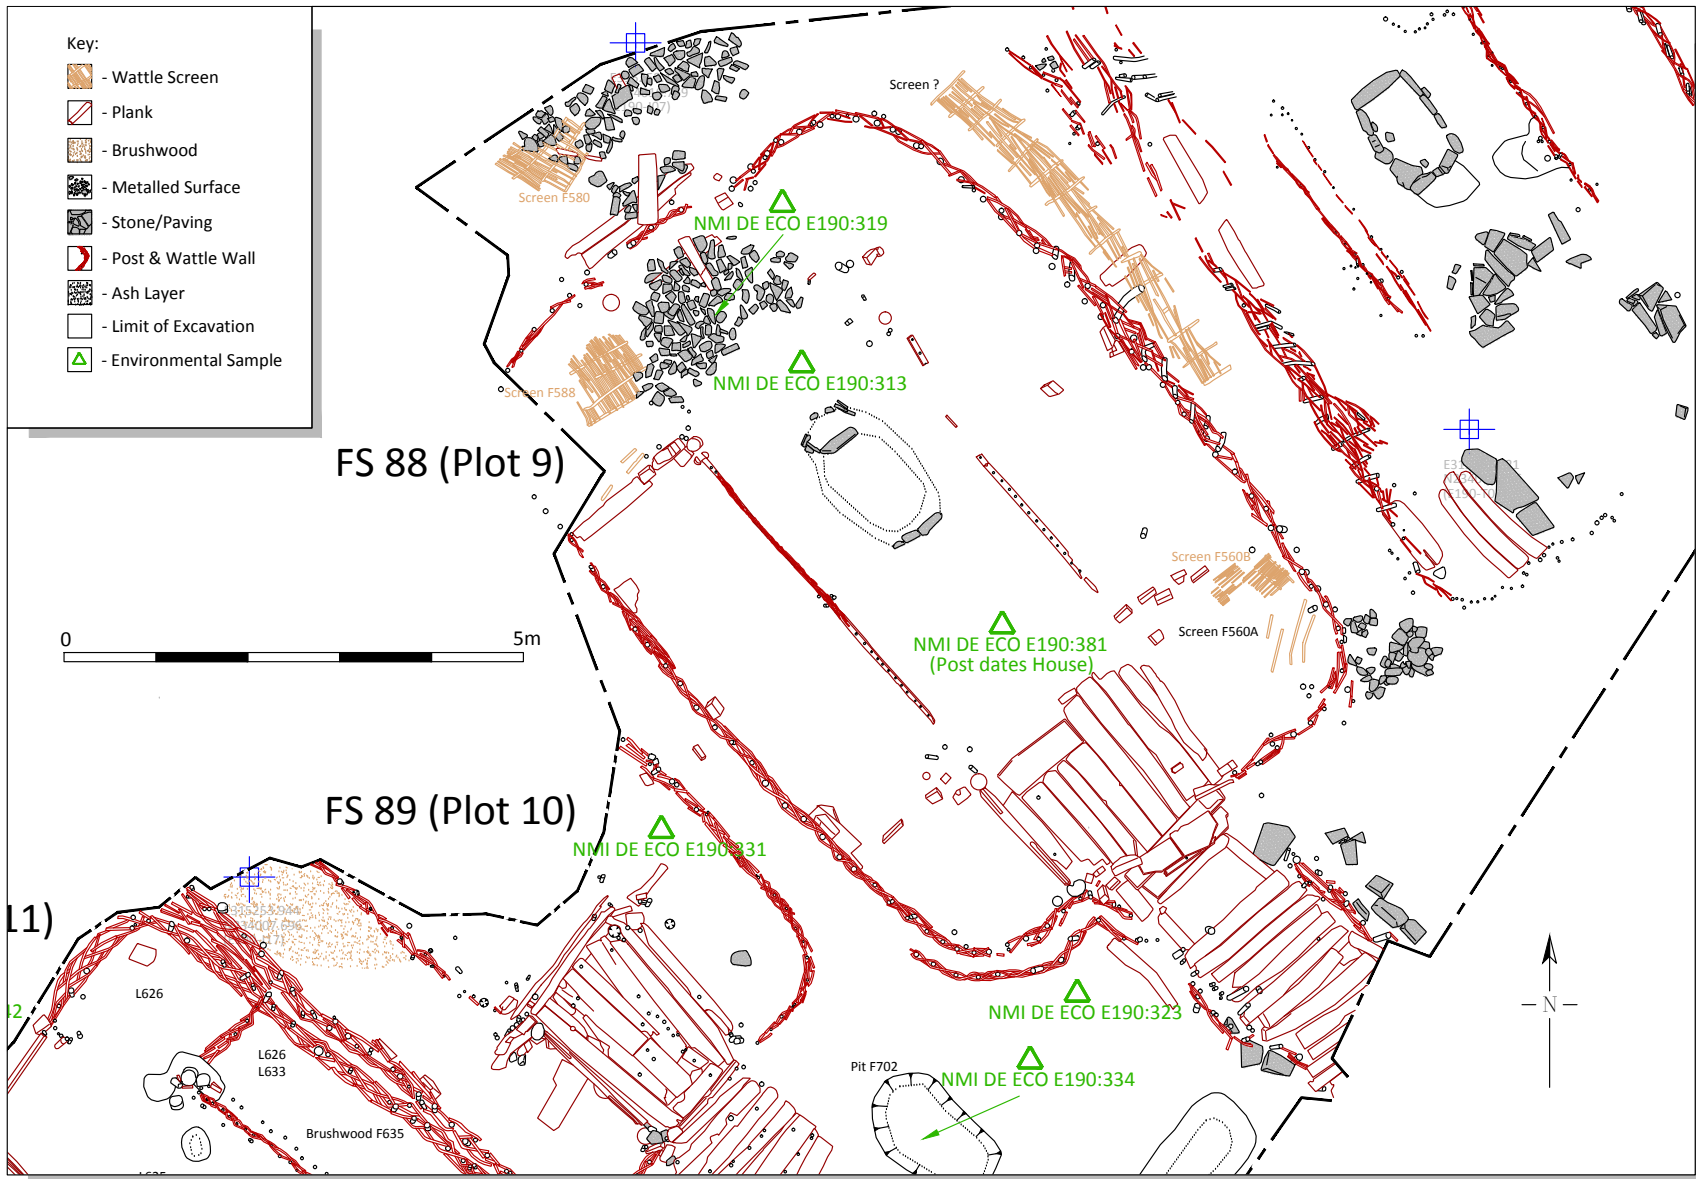 Key:
- Wattle Screen
- Plank
- Brushwood
- Metalled Surface
- Stone/Paving
- Post & Wattle Wall
- Ash Layer
- Limit of Excavation
- Environmental Sample
Screen ?
Screen F580
NMI DE ECO E190:319
NMI DE ECO E190:313
Screen F588
FS 88 (Plot 9)
Screen F560B
0 5m
Screen F560A
NMI DE ECO E190:381
(Post dates House)
FS 89 (Plot 10)
NMI DE ECO E190:331
11)
L626
42
NMI DE ECO E190:323
N
L626
L633
Pit F702
NMI DE ECO E190:334
Brushwood F635